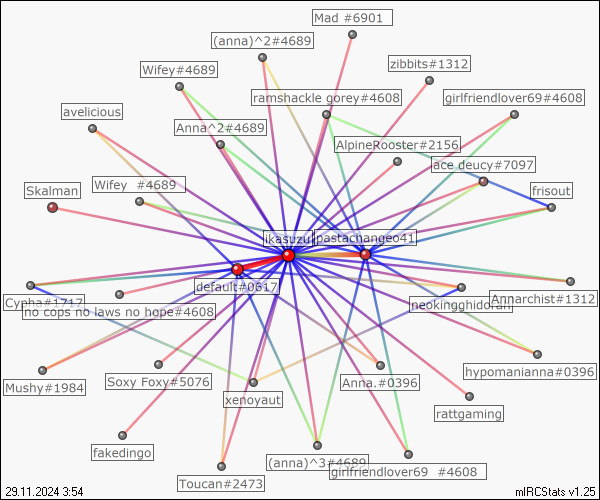 Mad #6901
(anna)^2#4689
zibbits#1312
Wifey#4689
ramshackle gorey#4608
girlfriendlover69#4608
avelicious
Anna^2#4689
AlpineRooster#2156
ace deucy#7097
Wifey #4689
Skalman
frisout
ikasuzu
pastachangeo41
default#0617
Cypha#1717
no cops no laws no hope#4608
neokingghidorah
Annarchist#1312
hypomanianna#0396
Mushy#1984
Soxy Foxy#5076
Anna.#0396
xenoyaut
rattgaming
fakedingo
(anna)^3#4689
girlfriendlover69 #4608
Toucan#2473
29.11.2024 3:54
mIRCStats v1.25